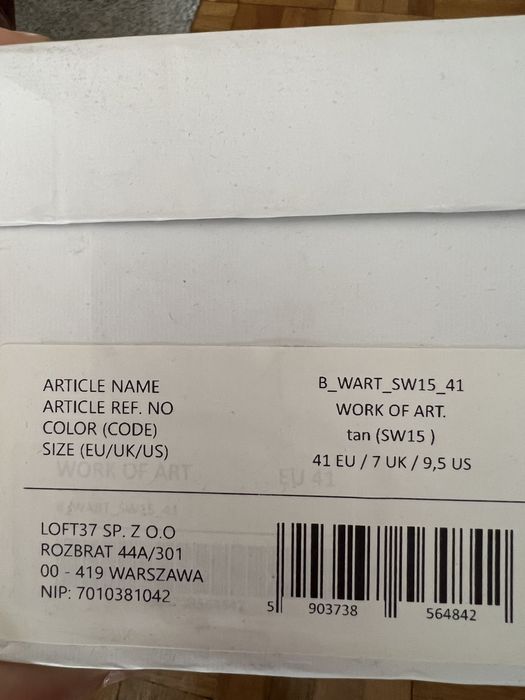 ARTICLE NAME B_WART_SW15_41
ARTICLE REF. NO WORK OF ART.
COLOR (CODE) tan (SW15 )
SIZE (EU/UK/US) 41 EU / 7 UK / 9,5 US
WORK OF ART EU 41
B_WART_SW15_41
LOFT37 SP. Z O.O
ROZBRAT 44A/301
00 - 419 WARSZAWA
NIP: 7010381042
5 903738 564842